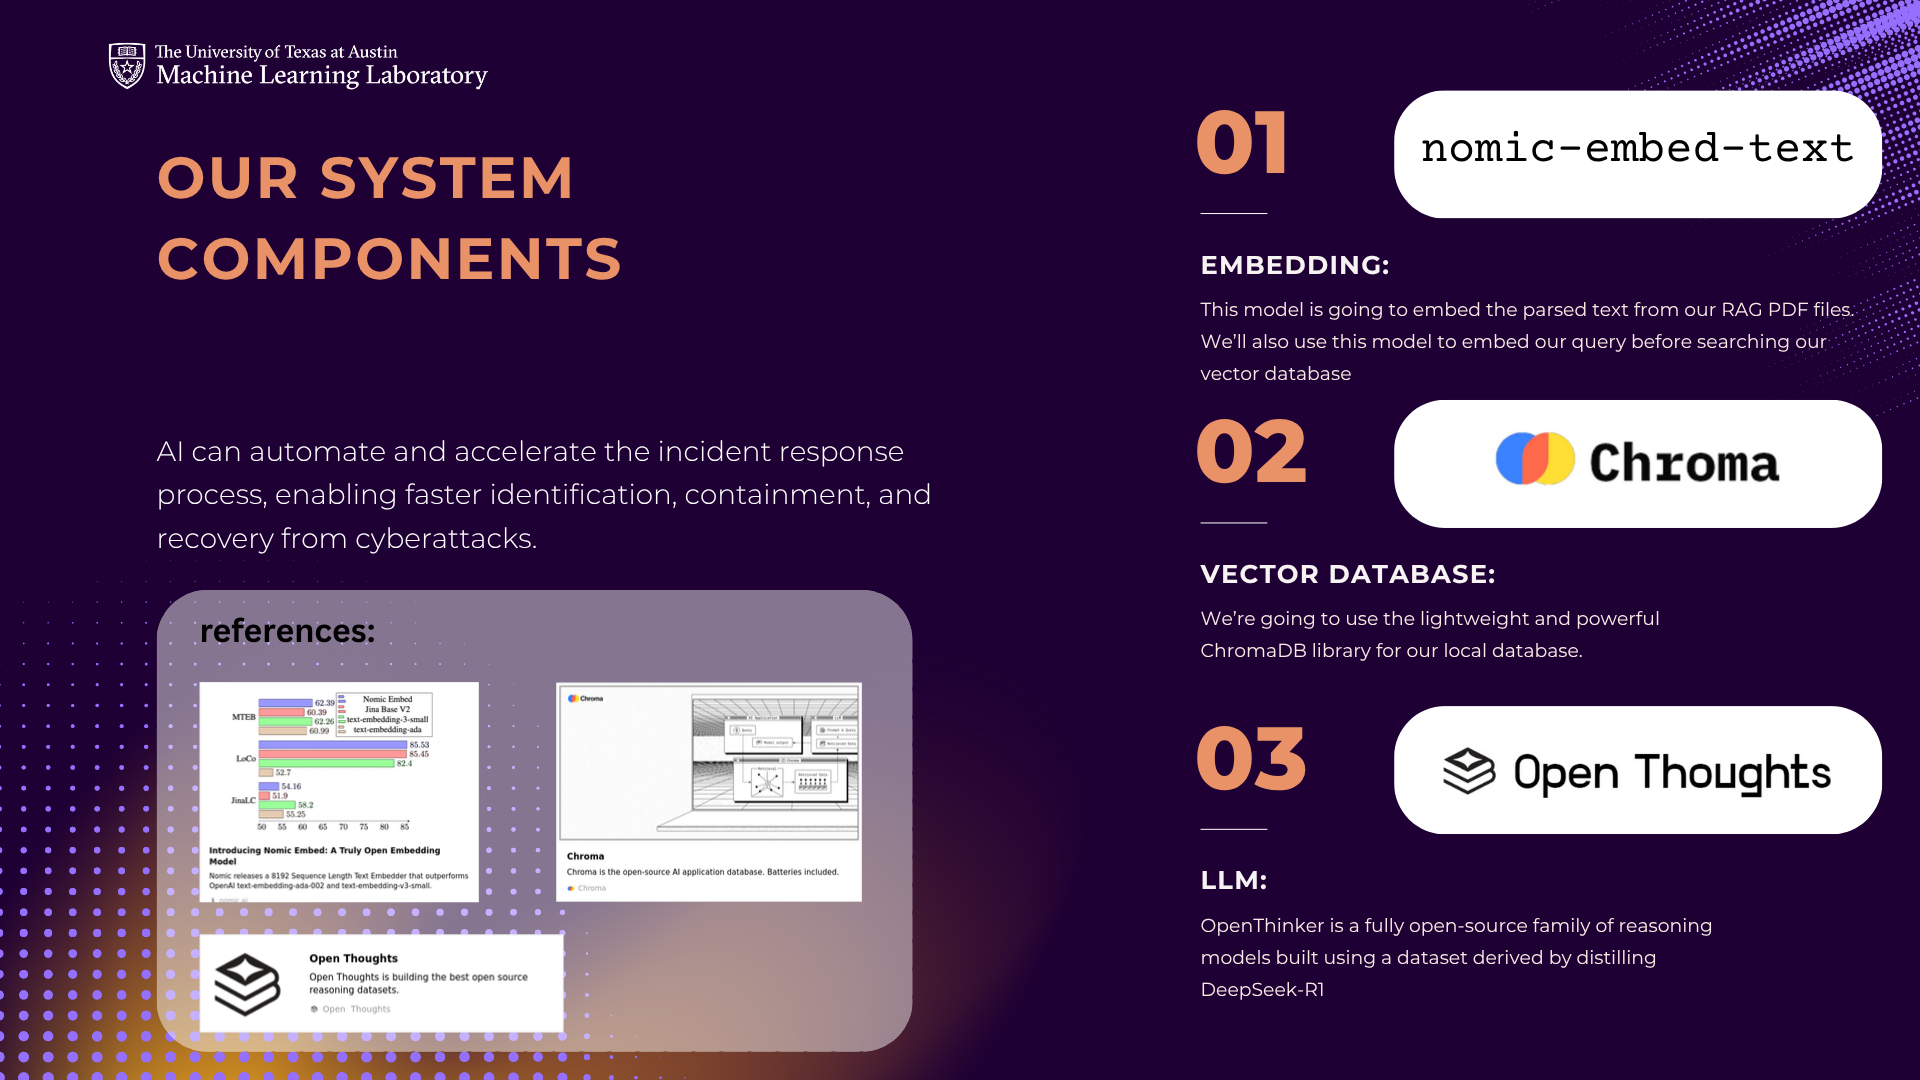 The University of Texas at Austin
Machine Learning Laboratory
OUR SYSTEM
COMPONENTS
AI can automate and accelerate the incident response
process, enabling faster identification, containment, and
recovery from cyberattacks.
references:
Nomic Embed
Jina Base V2
text-embedding-3-small
text-embedding-ada
MTEB
62.39
60.39
62.26
60.99
LoCo
85.53
85.45
82.4
52.7
JinaLC
54.16
51.9
58.2
55.25
50 55 60 65 70 75 80 85
Introducing Nomic Embed: A Truly Open Embedding
Model
Nomic releases a 8192 Sequence Length Text Embedder that outperforms
OpenAI text-embedding-ada-002 and text-embedding-v3-small.
Chroma
AI Application
LLM
Model output
Chroma
Retrieval
Retrieved Data
Chroma
Chroma is the open-source AI application database. Batteries included.
Chroma
Open Thoughts
Open Thoughts is building the best open source
reasoning datasets.
Open Thoughts
01
nomic-embed-text
EMBEDDING:
This model is going to embed the parsed text from our RAG PDF files.
We’ll also use this model to embed our query before searching our
vector database
02
Chroma
VECTOR DATABASE:
We’re going to use the lightweight and powerful
ChromaDB library for our local database.
03
Open Thoughts
LLM:
OpenThinker is a fully open-source family of reasoning
models built using a dataset derived by distilling
DeepSeek-R1